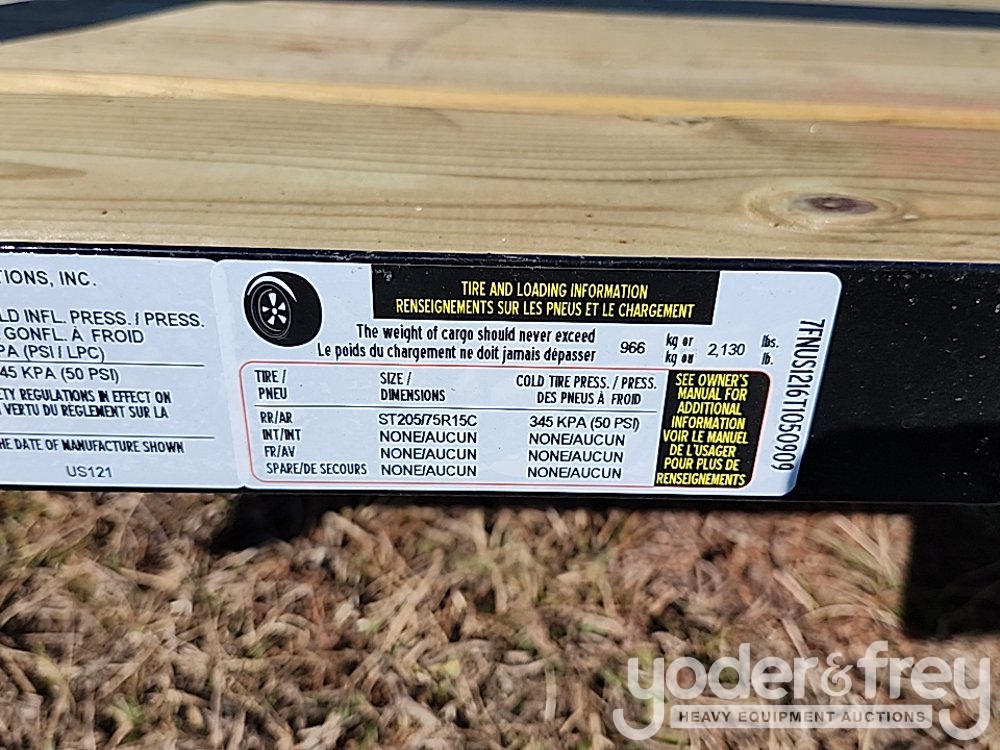 TIONS, INC.
LD INFL. PRESS. / PRESS.
GONFL. À FROID
PA (PSI / LPC)
45 KPA (50 PSI)
TY REGULATIONS IN EFFECT ON
VERTU DU RÈGLEMENT SUR LA
HE DATE OF MANUFACTURE SHOWN
US121
TIRE AND LOADING INFORMATION
RENSEIGNEMENTS SUR LES PNEUS ET LE CHARGEMENT
The weight of cargo should never exceed
Le poids du chargement ne doit jamais dépasser
966 kg or 2,130 lbs.
kg ou lb.
TIRE / SIZE / COLD TIRE PRESS. / PRESS.
PNEU DIMENSIONS DES PNEUS À FROID
RR/AR ST205/75R15C 345 KPA (50 PSI)
INT/INT NONE/AUCUN NONE/AUCUN
FR/AV NONE/AUCUN NONE/AUCUN
SPARE/DE SECOURS NONE/AUCUN NONE/AUCUN
SEE OWNER'S
MANUAL FOR
ADDITIONAL
INFORMATION
VOIR LE MANUEL
DE L'USAGER
POUR PLUS DE
RENSEIGNEMENTS
7FNUS1216T1050909
yoder&frey
HEAVY EQUIPMENT AUCTIONS